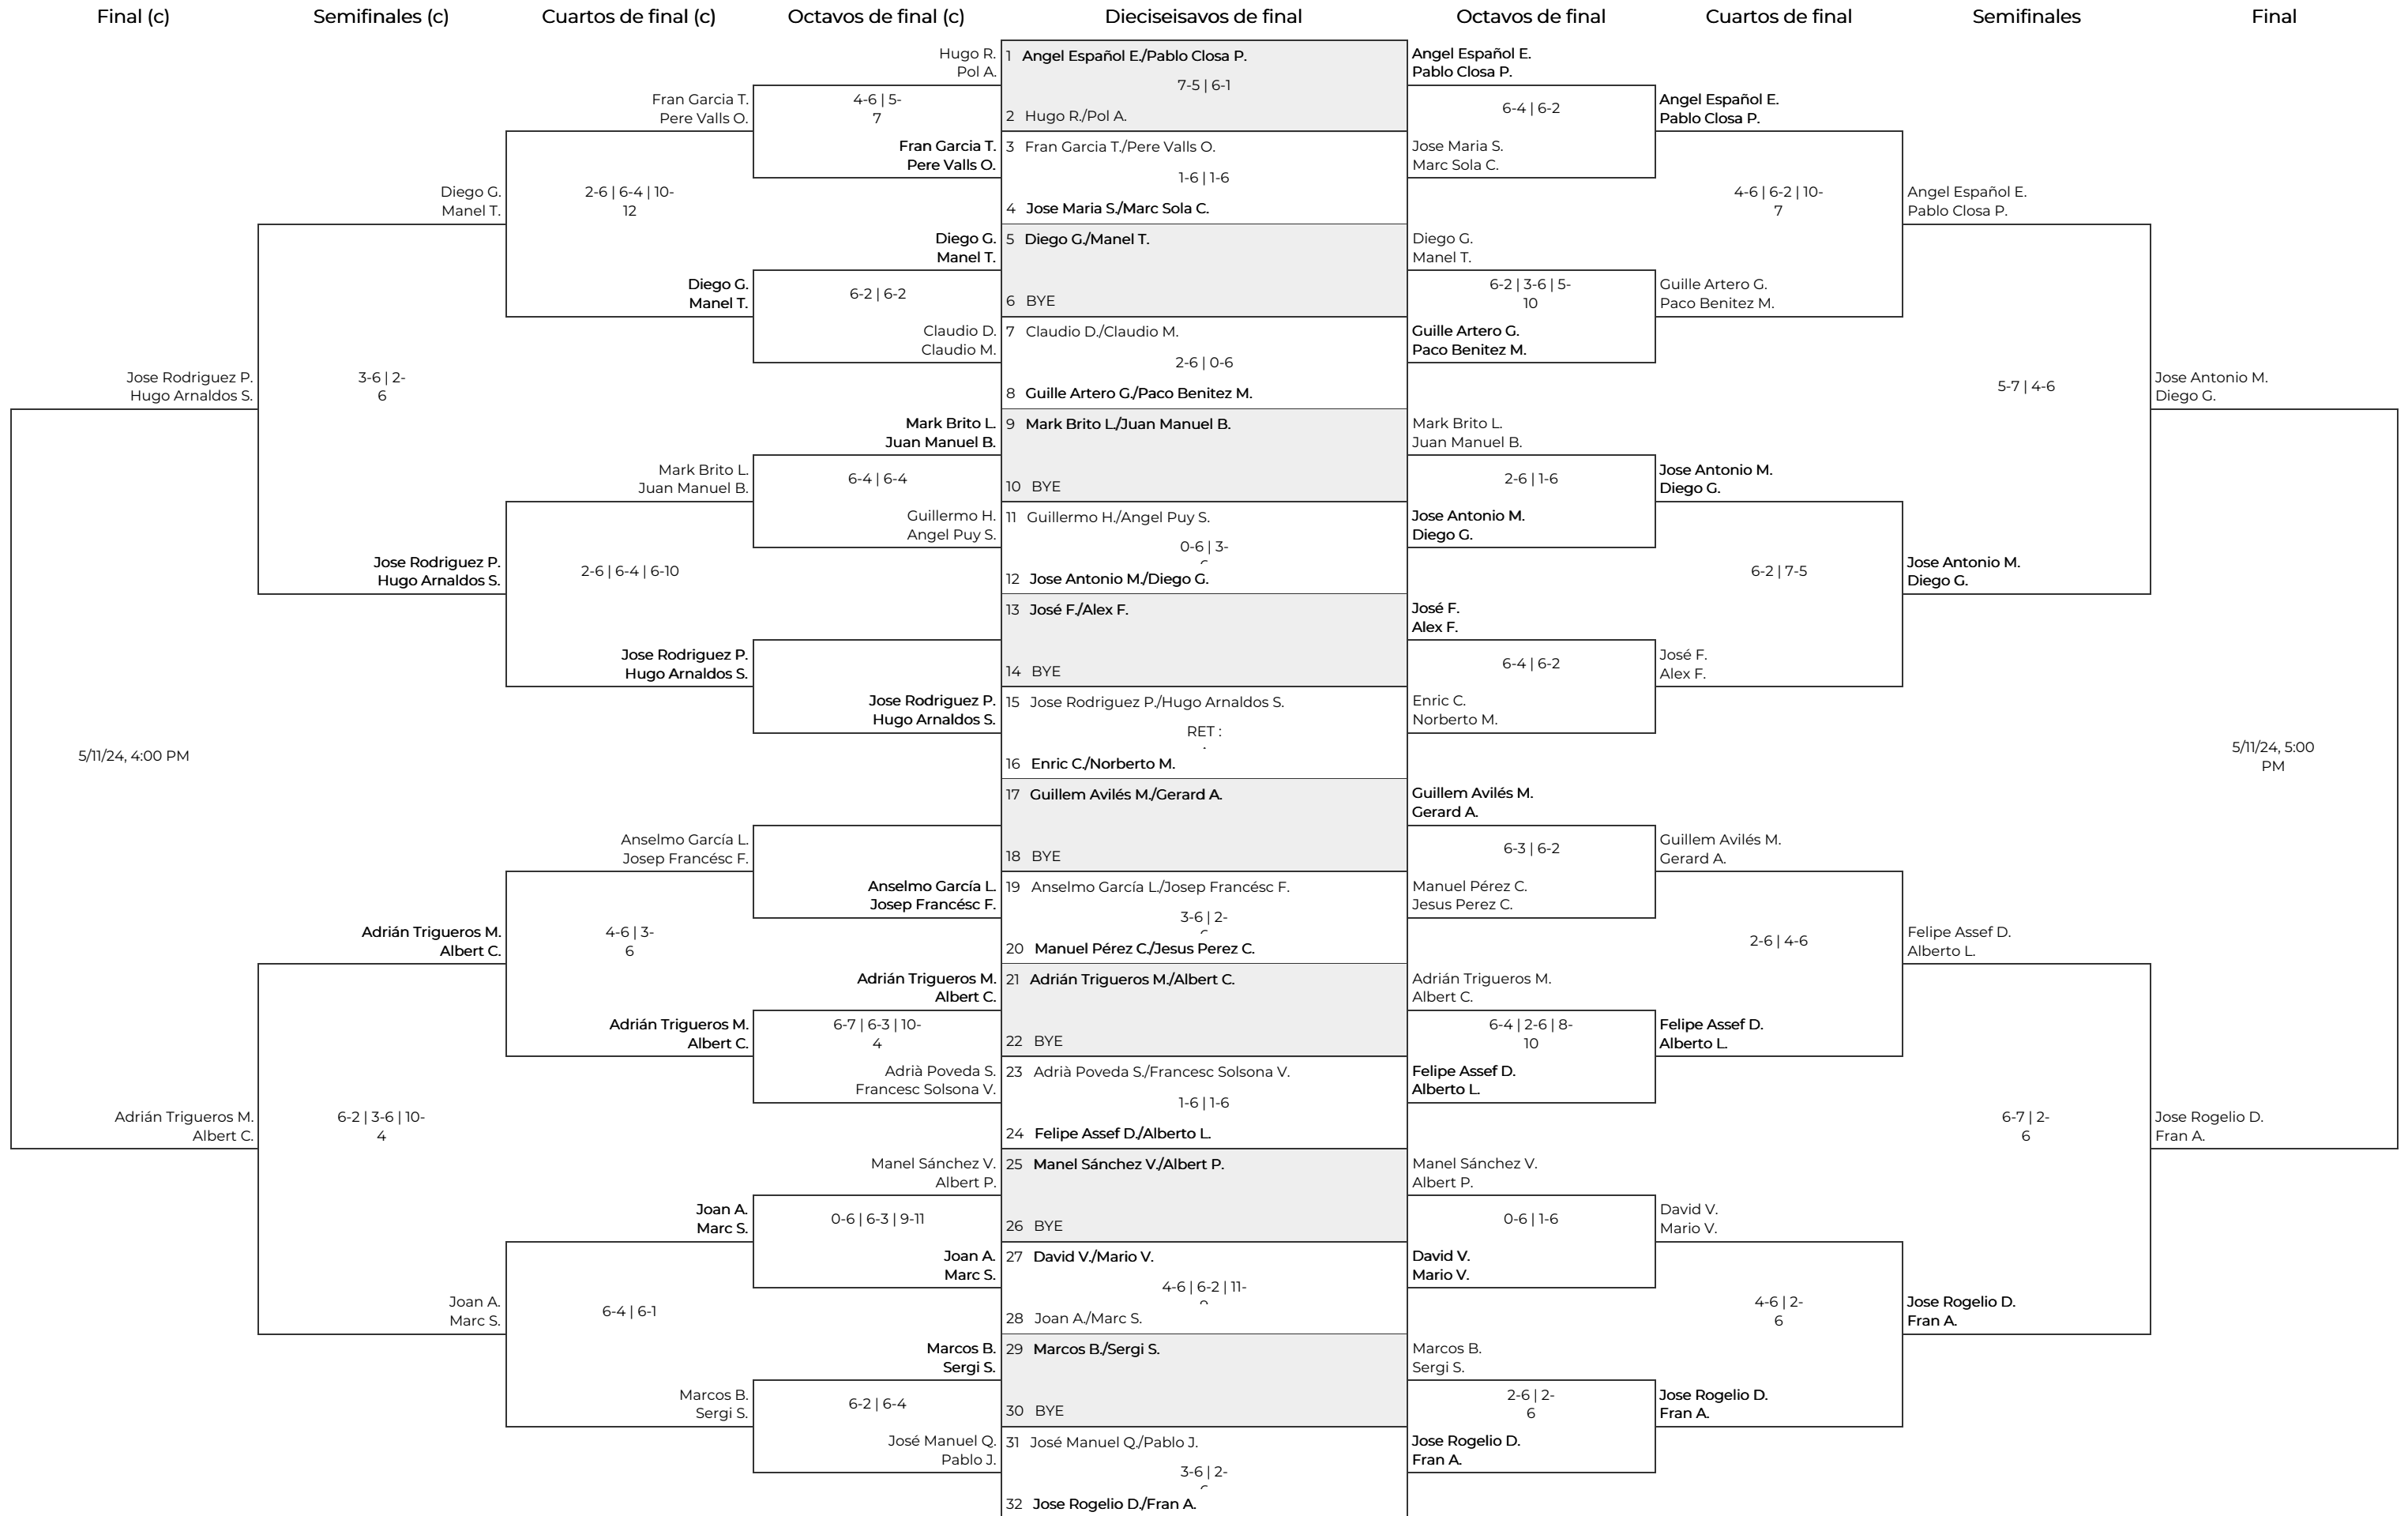 Final (c)
Semifinales (c)
Cuartos de final (c)
Octavos de final (c)
Dieciseisavos de final
Octavos de final
Cuartos de final
Semifinales
Final
Jose Rodriguez P.
Hugo Arnaldos S.
5/11/24, 4:00 PM
Adrián Trigueros M.
Albert C.
Diego G.
Manel T.
3-6 | 2-
6
Jose Rodriguez P.
Hugo Arnaldos S.
Adrián Trigueros M.
Albert C.
6-2 | 3-6 | 10-
4
Joan A.
Marc S.
Fran Garcia T.
Pere Valls O.
2-6 | 6-4 | 10-
12
Diego G.
Manel T.
Mark Brito L.
Juan Manuel B.
2-6 | 6-4 | 6-10
Jose Rodriguez P.
Hugo Arnaldos S.
Anselmo García L.
Josep Francésc F.
4-6 | 3-
6
Adrián Trigueros M.
Albert C.
Joan A.
Marc S.
6-4 | 6-1
Marcos B.
Sergi S.
Hugo R.
Pol A.
4-6 | 5-
7
Fran Garcia T.
Pere Valls O.
Diego G.
Manel T.
6-2 | 6-2
Claudio D.
Claudio M.
Mark Brito L.
Juan Manuel B.
6-4 | 6-4
Guillermo H.
Angel Puy S.
Jose Rodriguez P.
Hugo Arnaldos S.
Anselmo García L.
Josep Francésc F.
Adrián Trigueros M.
Albert C.
6-7 | 6-3 | 10-
4
Adrià Poveda S.
Francesc Solsona V.
Manel Sánchez V.
Albert P.
0-6 | 6-3 | 9-11
Joan A.
Marc S.
Marcos B.
Sergi S.
6-2 | 6-4
José Manuel Q.
Pablo J.
1 Angel Español E./Pablo Closa P.
7-5 | 6-1
2 Hugo R./Pol A.
3 Fran Garcia T./Pere Valls O.
1-6 | 1-6
4 Jose Maria S./Marc Sola C.
5 Diego G./Manel T.
6 BYE
7 Claudio D./Claudio M.
2-6 | 0-6
8 Guille Artero G./Paco Benitez M.
9 Mark Brito L./Juan Manuel B.
10 BYE
11 Guillermo H./Angel Puy S.
0-6 | 3-
12 Jose Antonio M./Diego G.
13 José F./Alex F.
14 BYE
15 Jose Rodriguez P./Hugo Arnaldos S.
RET :
16 Enric C./Norberto M.
17 Guillem Avilés M./Gerard A.
18 BYE
19 Anselmo García L./Josep Francésc F.
3-6 | 2-
20 Manuel Pérez C./Jesus Perez C.
21 Adrián Trigueros M./Albert C.
22 BYE
23 Adrià Poveda S./Francesc Solsona V.
1-6 | 1-6
24 Felipe Assef D./Alberto L.
25 Manel Sánchez V./Albert P.
26 BYE
27 David V./Mario V.
4-6 | 6-2 | 11-
28 Joan A./Marc S.
29 Marcos B./Sergi S.
30 BYE
31 José Manuel Q./Pablo J.
3-6 | 2-
32 Jose Rogelio D./Fran A.
Angel Español E.
Pablo Closa P.
6-4 | 6-2
Jose Maria S.
Marc Sola C.
Diego G.
Manel T.
6-2 | 3-6 | 5-
10
Guille Artero G.
Paco Benitez M.
Mark Brito L.
Juan Manuel B.
2-6 | 1-6
Jose Antonio M.
Diego G.
José F.
Alex F.
6-4 | 6-2
Enric C.
Norberto M.
Guillem Avilés M.
Gerard A.
6-3 | 6-2
Manuel Pérez C.
Jesus Perez C.
Adrián Trigueros M.
Albert C.
6-4 | 2-6 | 8-
10
Felipe Assef D.
Alberto L.
Manel Sánchez V.
Albert P.
0-6 | 1-6
David V.
Mario V.
Marcos B.
Sergi S.
2-6 | 2-
6
Jose Rogelio D.
Fran A.
Angel Español E.
Pablo Closa P.
4-6 | 6-2 | 10-
7
Guille Artero G.
Paco Benitez M.
Jose Antonio M.
Diego G.
6-2 | 7-5
José F.
Alex F.
Guillem Avilés M.
Gerard A.
2-6 | 4-6
Felipe Assef D.
Alberto L.
David V.
Mario V.
4-6 | 2-
6
Jose Rogelio D.
Fran A.
Angel Español E.
Pablo Closa P.
5-7 | 4-6
Jose Antonio M.
Diego G.
Felipe Assef D.
Alberto L.
6-7 | 2-
6
Jose Rogelio D.
Fran A.
Jose Antonio M.
Diego G.
5/11/24, 5:00
PM
Jose Rogelio D.
Fran A.